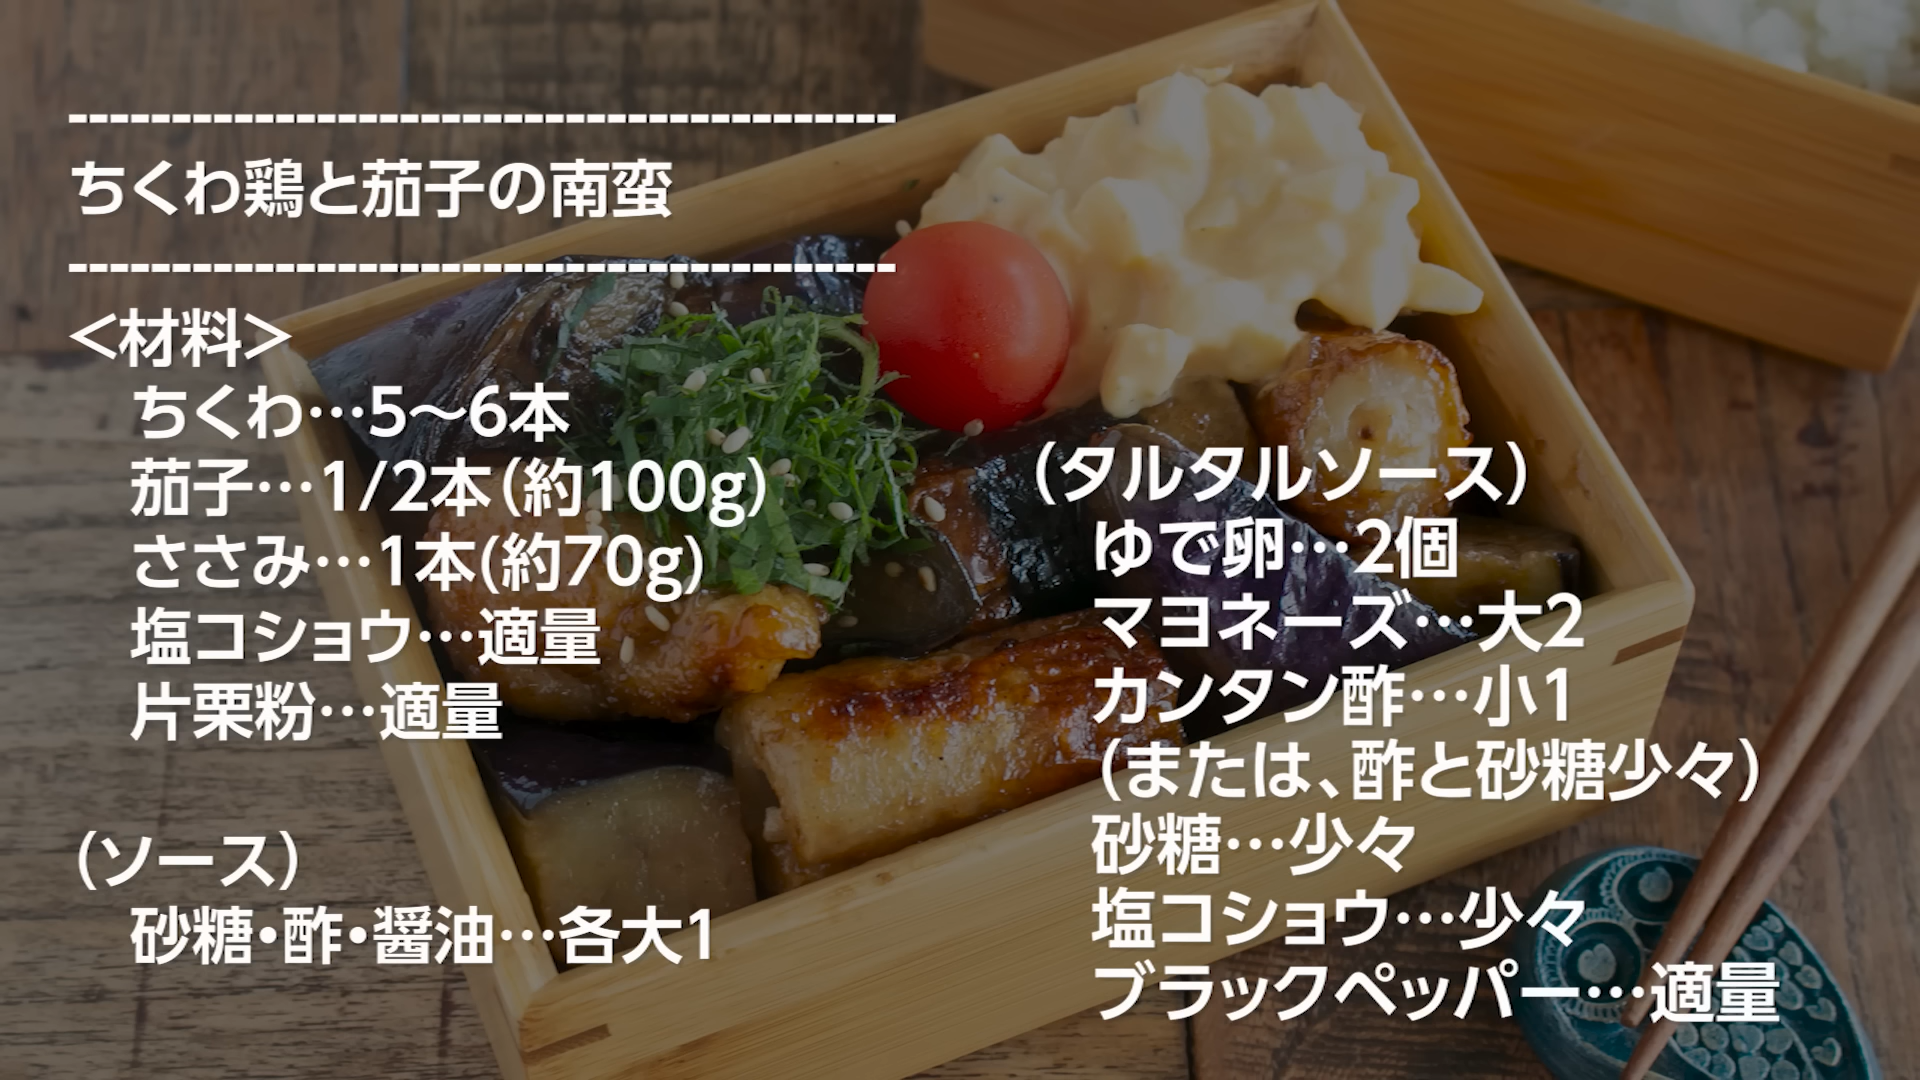 ----------------------------------------
ちくわ鶏と茄子の南蛮
----------------------------------------
＜材料＞
ちくわ…5〜6本
茄子…1/2本（約100g）
ささみ…1本(約70g)
塩コショウ…適量
片栗粉…適量
（ソース）
砂糖・酢・醤油…各大1
（タルタルソース）
ゆで卵…2個
マヨネーズ…大2
カンタン酢…小1
（または、酢と砂糖少々）
砂糖…少々
塩コショウ…少々
ブラックペッパー…適量